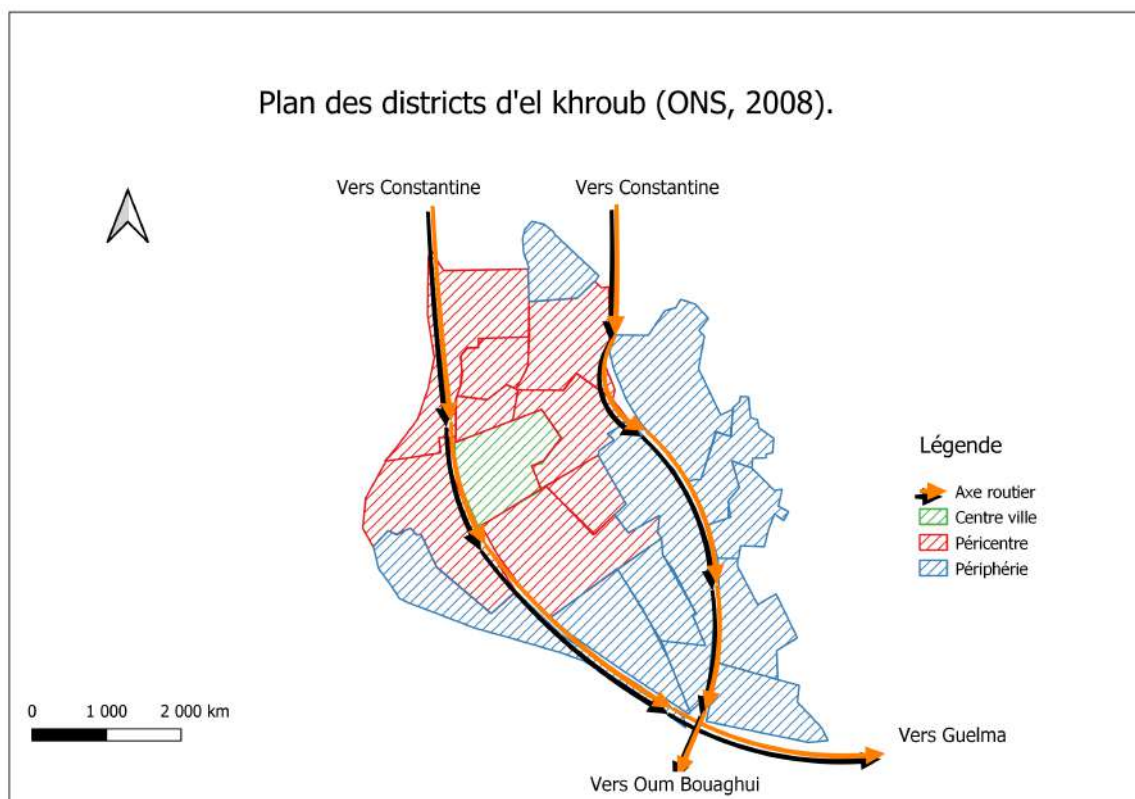 Plan des districts d'el khroub (ONS, 2008).
Vers Constantine
Vers Constantine
Légende
Axe routier
Centre ville
Péricentre
Périphérie
0 1 000 2 000 km
Vers Guelma
Vers Oum Bouaghui